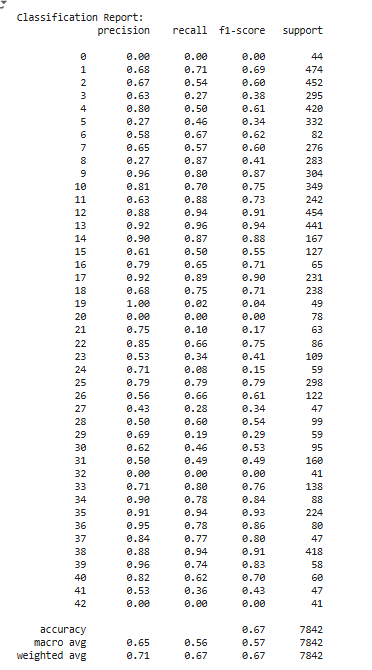 Classification Report:
precision recall f1-score support
0 0.00 0.00 0.00 44
1 0.68 0.71 0.69 474
2 0.67 0.54 0.60 452
3 0.63 0.27 0.38 295
4 0.80 0.50 0.61 420
5 0.27 0.46 0.34 332
6 0.58 0.67 0.62 82
7 0.65 0.57 0.60 276
8 0.27 0.87 0.41 283
9 0.96 0.80 0.87 304
10 0.81 0.70 0.75 349
11 0.63 0.88 0.73 242
12 0.88 0.94 0.91 454
13 0.92 0.96 0.94 441
14 0.90 0.87 0.88 167
15 0.61 0.50 0.55 127
16 0.79 0.65 0.71 65
17 0.92 0.89 0.90 231
18 0.68 0.75 0.71 238
19 1.00 0.02 0.04 49
20 0.00 0.00 0.00 78
21 0.75 0.10 0.17 63
22 0.85 0.66 0.75 86
23 0.53 0.34 0.41 109
24 0.71 0.08 0.15 59
25 0.79 0.79 0.79 298
26 0.56 0.66 0.61 122
27 0.43 0.28 0.34 47
28 0.50 0.60 0.54 99
29 0.69 0.19 0.29 59
30 0.62 0.46 0.53 95
31 0.50 0.49 0.49 160
32 0.00 0.00 0.00 41
33 0.71 0.80 0.76 138
34 0.90 0.78 0.84 88
35 0.91 0.94 0.93 224
36 0.95 0.78 0.86 80
37 0.84 0.77 0.80 47
38 0.88 0.94 0.91 418
39 0.96 0.74 0.83 58
40 0.82 0.62 0.70 60
41 0.53 0.36 0.43 47
42 0.00 0.00 0.00 41
accuracy 0.67 7842
macro avg 0.65 0.56 0.57 7842
weighted avg 0.71 0.67 0.67 7842